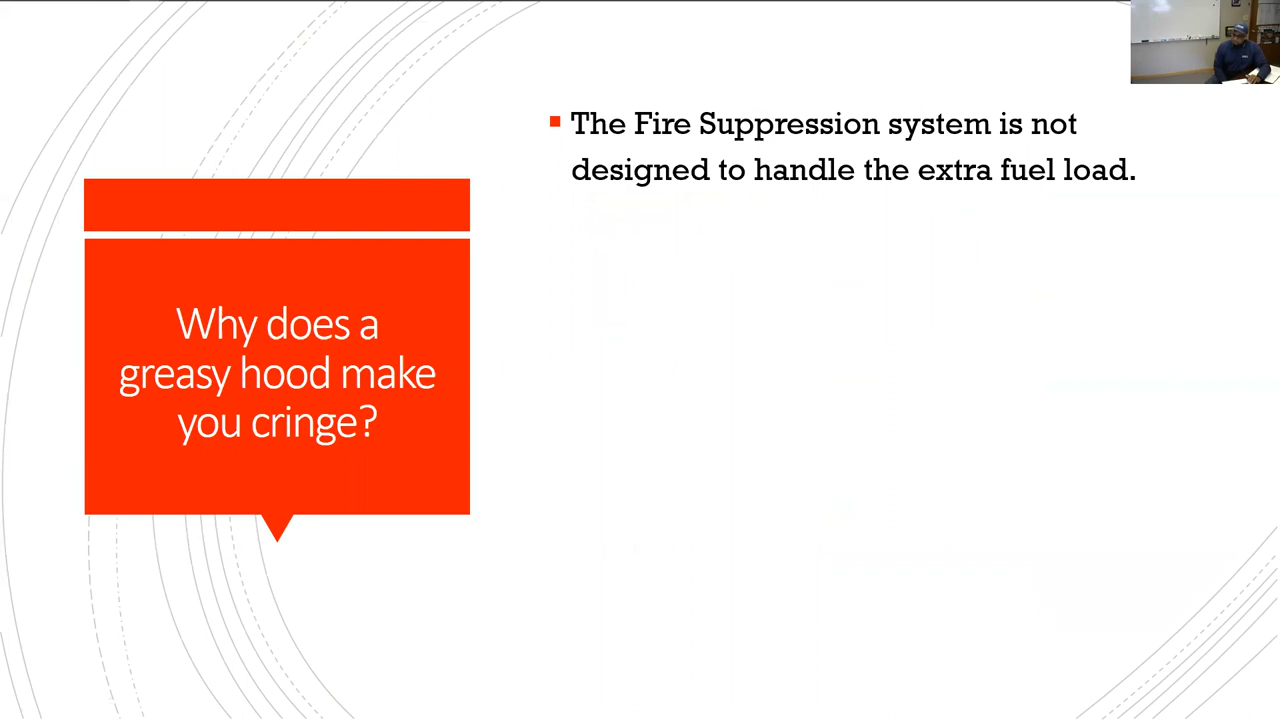 The Fire Suppression system is not
designed to handle the extra fuel load.
Why does a
greasy hood make
you cringe?